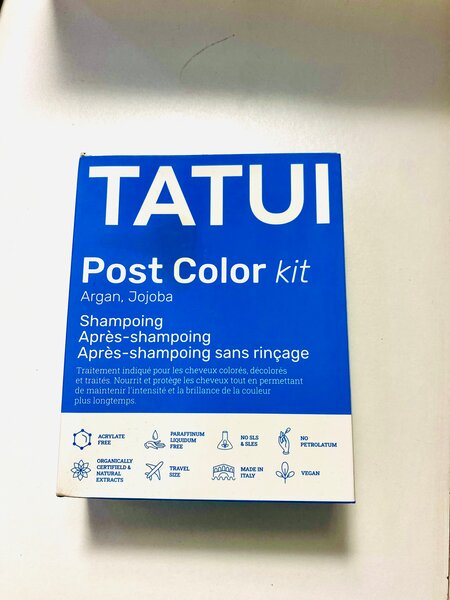 TATUI
Post Color kit
Argan, Jojoba
Shampoing
Après-shampoing
Après-shampoing sans rinçage
Traitement indiqué pour les cheveux colorés, décolorés
et traités. Nourrit et protège les cheveux tout en permettant
de maintenir l'intensité et la brillance de la couleur
plus longtemps.
ACRYLATE
FREE
PARAFFINUM
LIQUIDUM
FREE
NO SLS
& SLES
NO
PETROLATUM
ORGANICALLY
CERTIFIELD &
NATURAL
EXTRACTS
TRAVEL
SIZE
MADE IN
ITALY
VEGAN